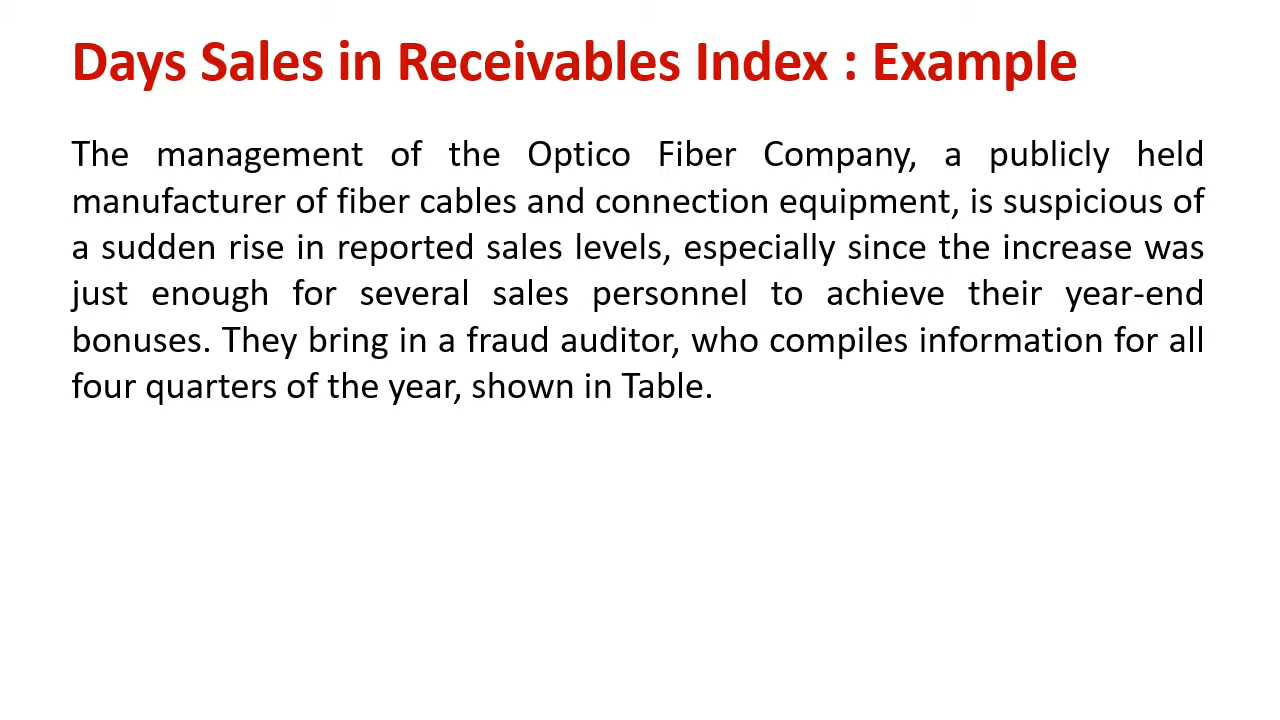 Days Sales in Receivables Index : Example
The management of the Optico Fiber Company, a publicly held
manufacturer of fiber cables and connection equipment, is suspicious of
a sudden rise in reported sales levels, especially since the increase was
just enough for several sales personnel to achieve their year-end
bonuses. They bring in a fraud auditor, who compiles information for all
four quarters of the year, shown in Table.